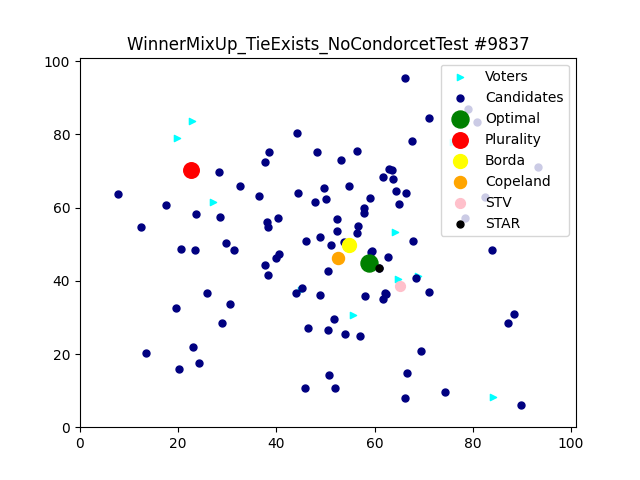 WinnerMixUp_TieExists_NoCondorcetTest #9837
100
80
60
40
20
0
0
20
40
60
80
100
Voters
Candidates
Optimal
Plurality
Borda
Copeland
STV
STAR